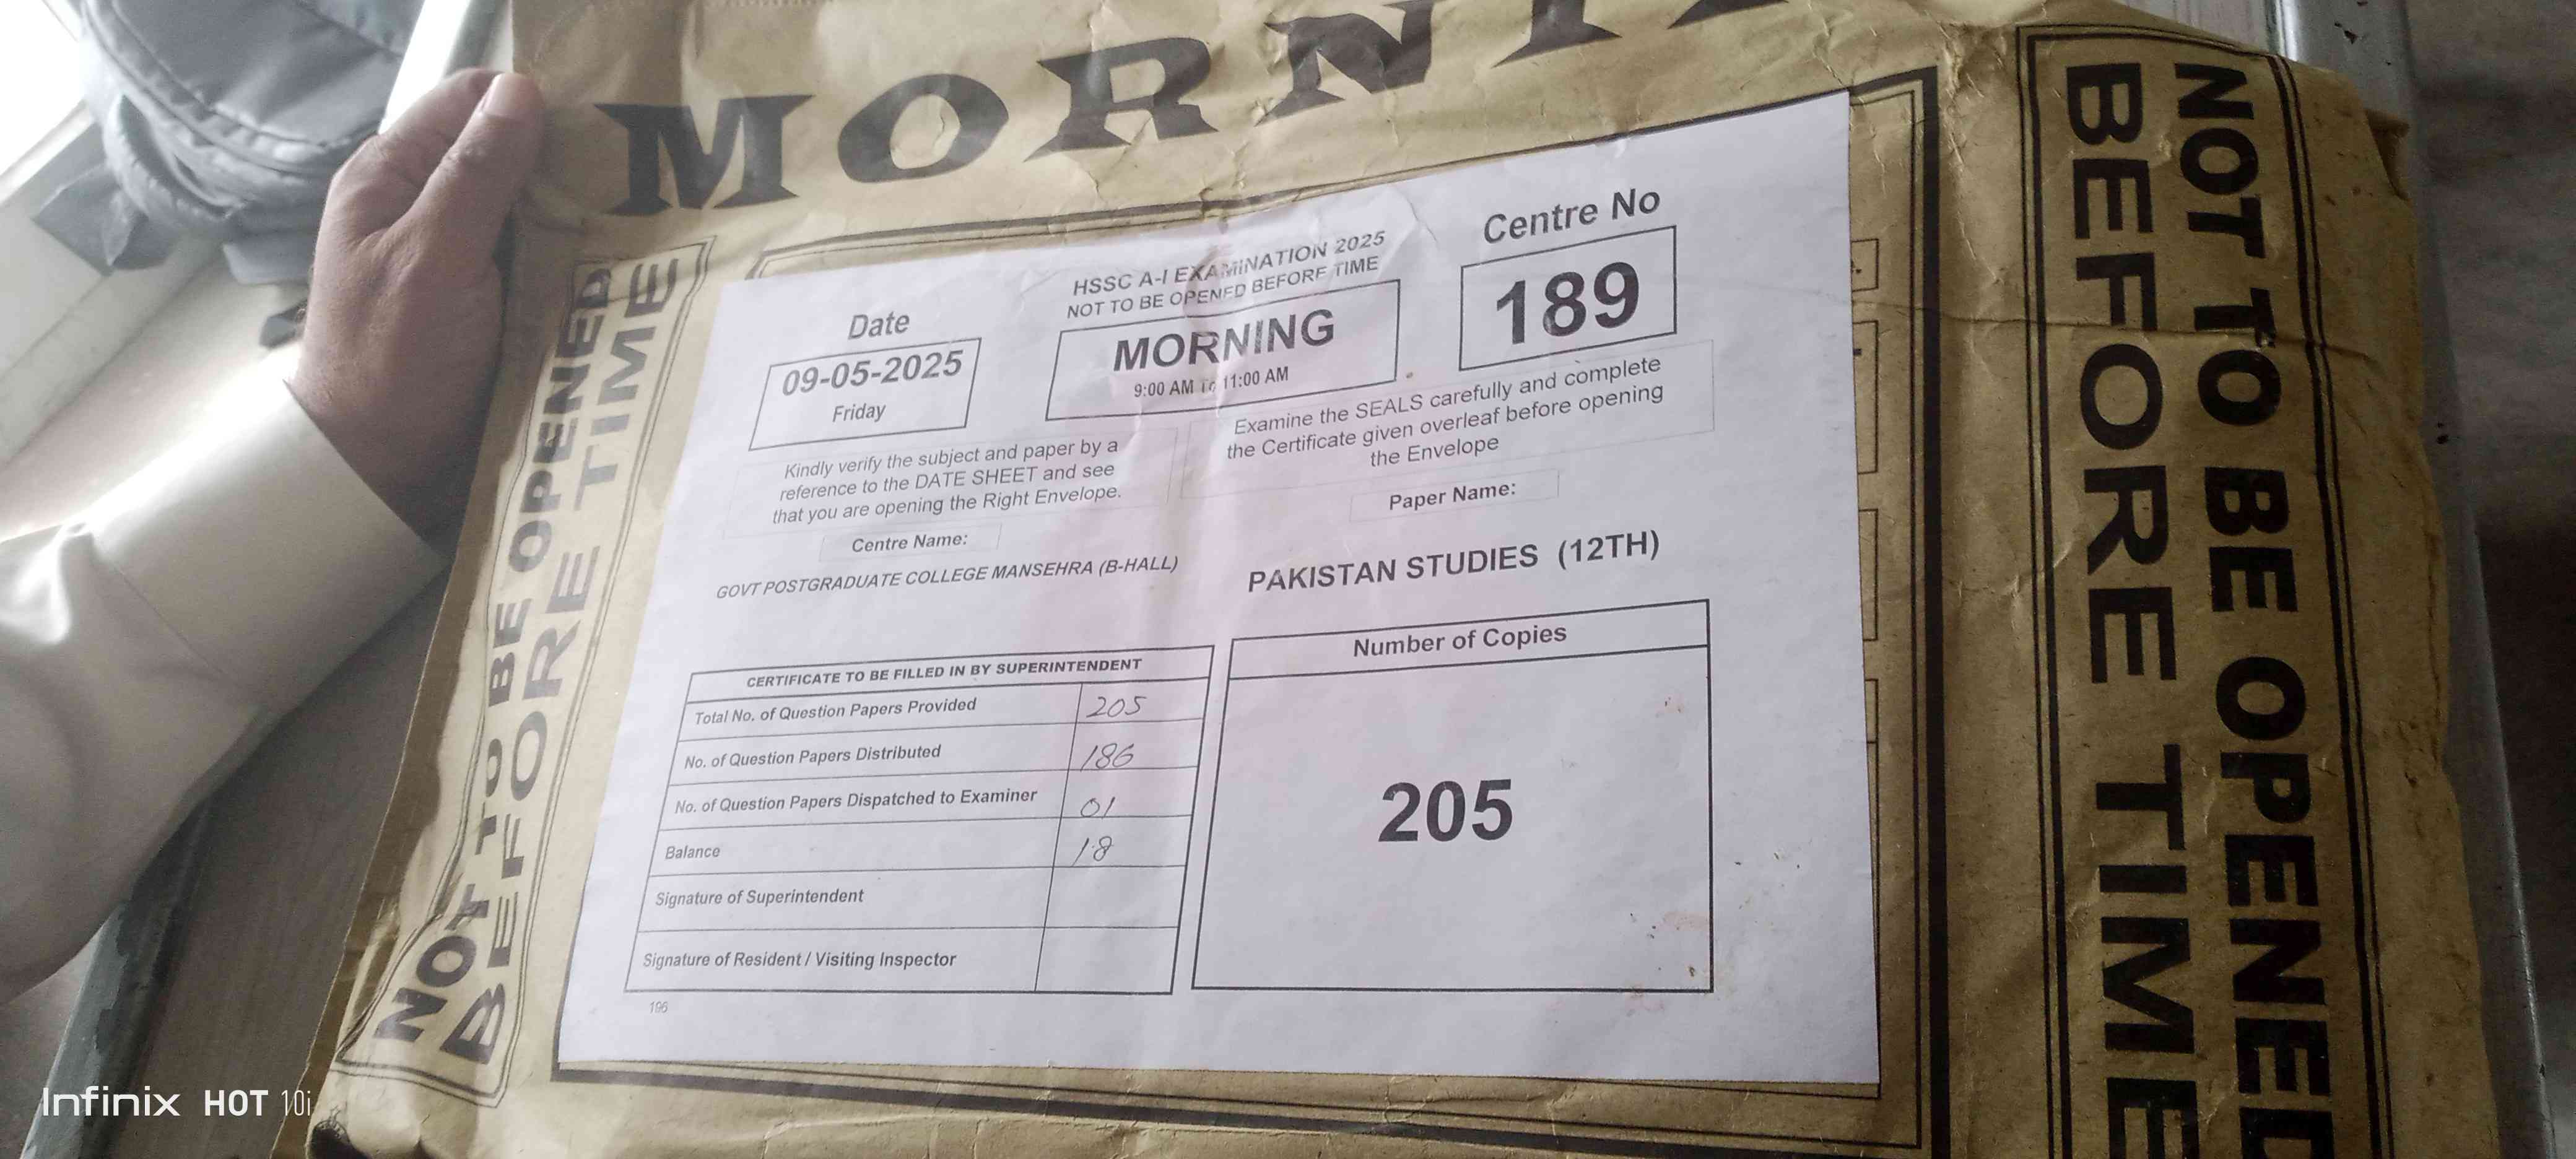 MORNI
NOT TO BE OPENED
BEFORE TIME
HSSC A-I EXAMINATION 2025
NOT TO BE OPENED BEFORE TIME
Date
09-05-2025
Friday
MORNING
9:00 AM To 11:00 AM
Centre No
189
Kindly verify the subject and paper by a
reference to the DATE SHEET and see
that you are opening the Right Envelope.
Examine the SEALS carefully and complete
the Certificate given overleaf before opening
the Envelope
Centre Name:
GOVT POSTGRADUATE COLLEGE MANSEHRA (B-HALL)
Paper Name:
PAKISTAN STUDIES (12TH)
CERTIFICATE TO BE FILLED IN BY SUPERINTENDENT
Total No. of Question Papers Provided 205
No. of Question Papers Distributed 186
No. of Question Papers Dispatched to Examiner 01
Balance 18
Signature of Superintendent
Signature of Resident / Visiting Inspector
196
Number of Copies
205
NOT TO BE OPENED
BEFORE TIME
Infinix HOT 10i